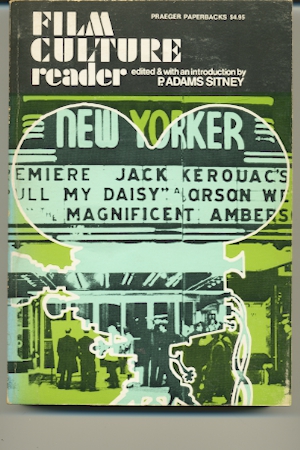 PRAEGER PAPERBACKS $4.95
FILM
CULTURE
reader
edited & with an introduction by
P. ADAMS SITNEY
NEW YORKER
EMIERE JACK KEROUAC'S
ULL MY DAISY" ORSON W
MAGNIFICENT AMBERS